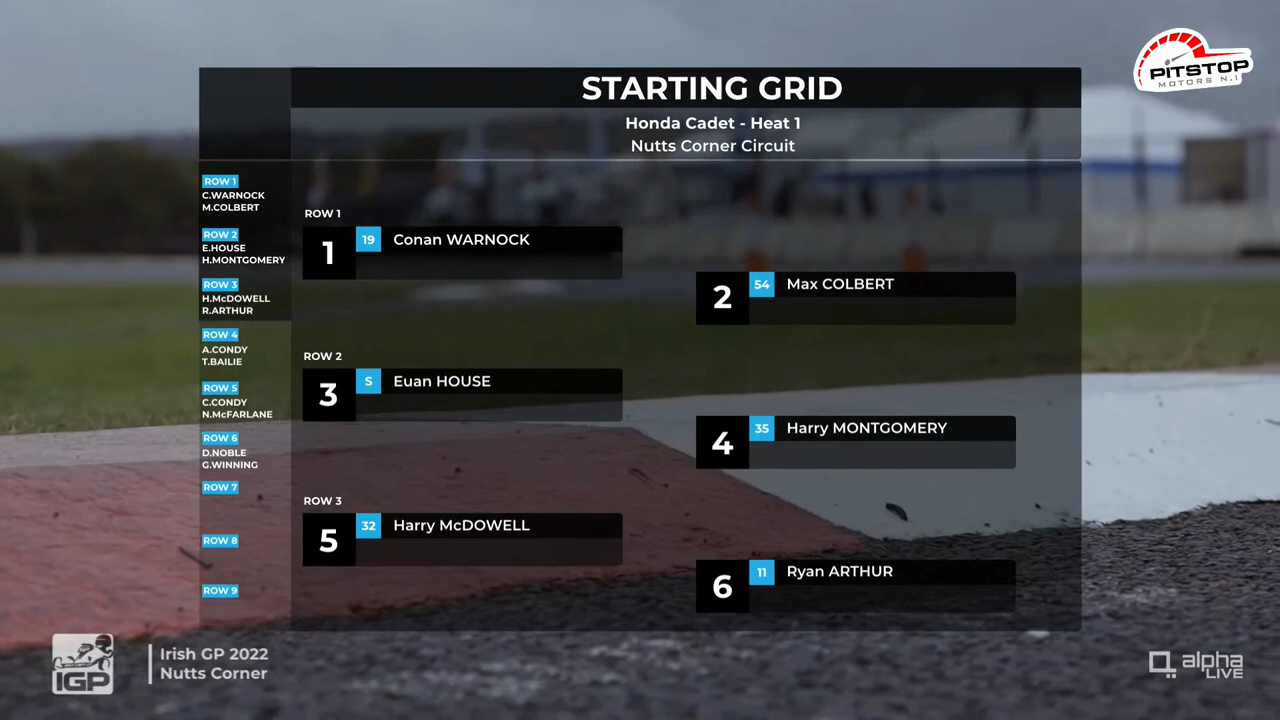 PITSTOP
MOTORS N.I
STARTING GRID
Honda Cadet - Heat 1
Nutts Corner Circuit
ROW 1
C.WARNOCK
M.COLBERT
ROW 2
E.HOUSE
H.MONTGOMERY
ROW 3
H.McDOWELL
R.ARTHUR
ROW 4
A.CONDY
T.BAILIE
ROW 5
C.CONDY
N.McFARLANE
ROW 6
D.NOBLE
G.WINNING
ROW 7
ROW 8
ROW 9
ROW 1
1 19 Conan WARNOCK
2 54 Max COLBERT
ROW 2
3 S Euan HOUSE
4 35 Harry MONTGOMERY
ROW 3
5 32 Harry McDOWELL
6 11 Ryan ARTHUR
IGP
Irish GP 2022
Nutts Corner
alpha
LIVE